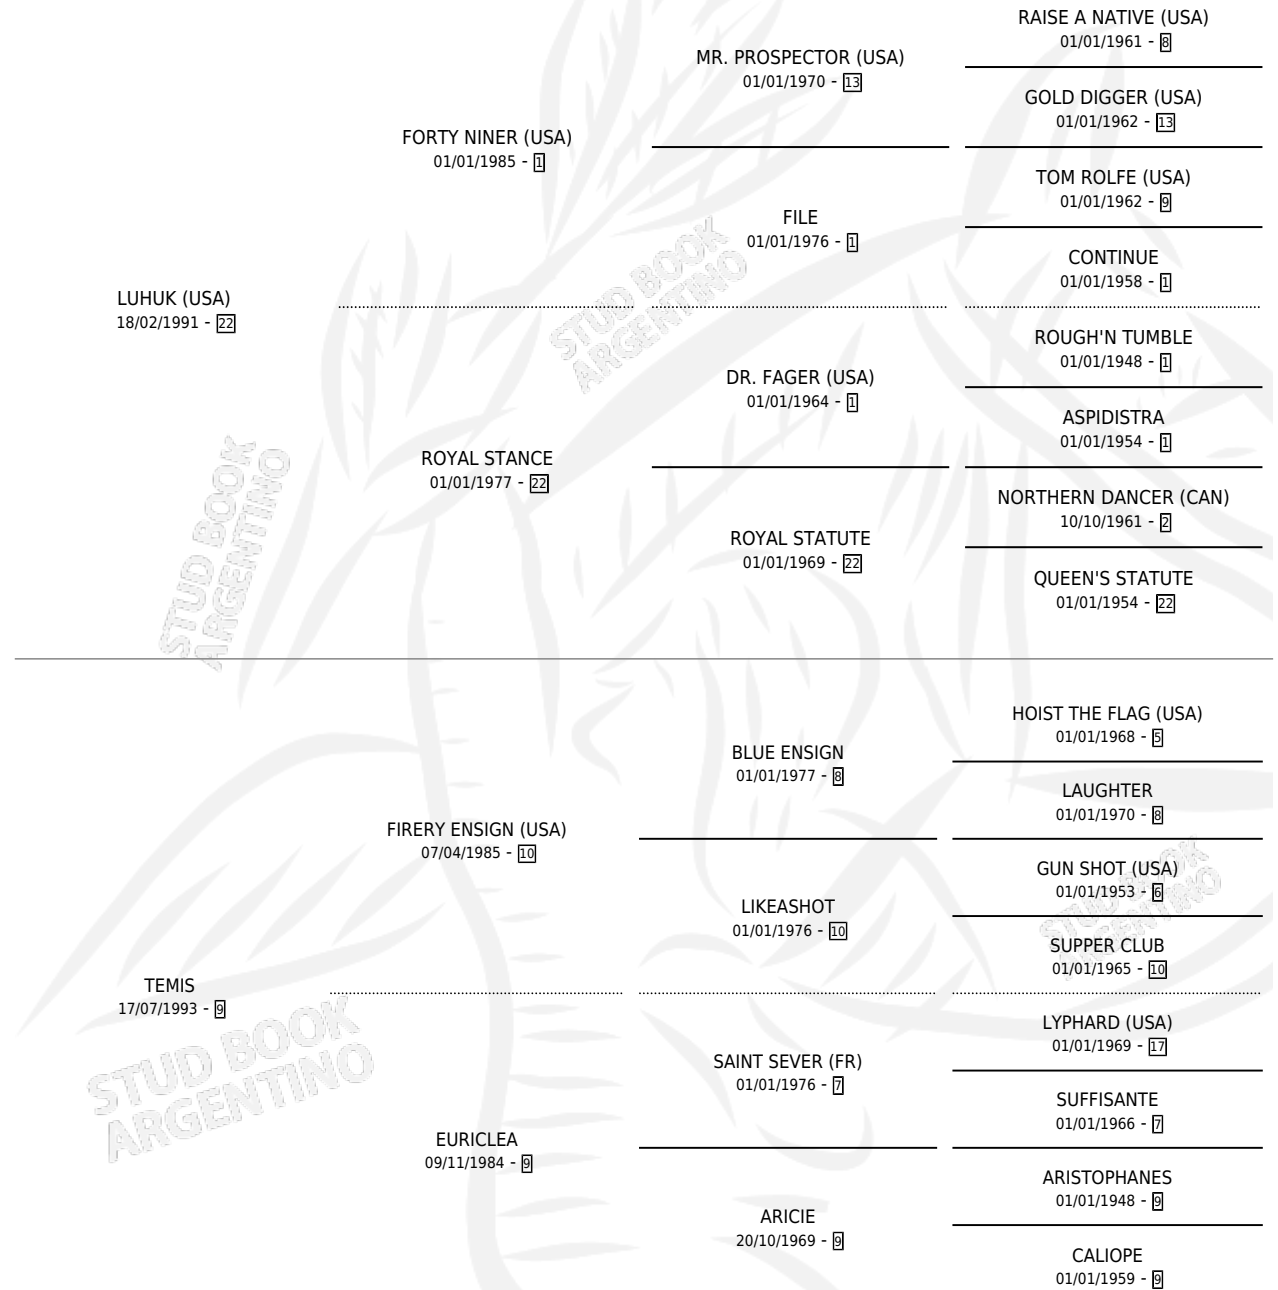 RAISE A NATIVE (USA)
01/01/1961 - 8
MR. PROSPECTOR (USA)
01/01/1970 - 13
GOLD DIGGER (USA)
01/01/1962 - 13
FORTY NINER (USA)
01/01/1985 - 1
TOM ROLFE (USA)
01/01/1962 - 9
FILE
01/01/1976 - 1
CONTINUE
01/01/1958 - 1
LUHUK (USA)
18/02/1991 - 22
ROUGH'N TUMBLE
01/01/1948 - 1
DR. FAGER (USA)
01/01/1964 - 1
ASPIDISTRA
01/01/1954 - 1
ROYAL STANCE
01/01/1977 - 22
NORTHERN DANCER (CAN)
10/10/1961 - 2
ROYAL STATUTE
01/01/1969 - 22
QUEEN'S STATUTE
01/01/1954 - 22
HOIST THE FLAG (USA)
01/01/1968 - 5
BLUE ENSIGN
01/01/1977 - 8
LAUGHTER
01/01/1970 - 8
FIRERY ENSIGN (USA)
07/04/1985 - 10
GUN SHOT (USA)
01/01/1953 - 6
LIKEASHOT
01/01/1976 - 10
SUPPER CLUB
01/01/1965 - 10
TEMIS
17/07/1993 - 9
LYPHARD (USA)
01/01/1969 - 17
SAINT SEVER (FR)
01/01/1976 - 7
SUFFISANTE
01/01/1966 - 7
EURICLEA
09/11/1984 - 9
ARISTOPHANES
01/01/1948 - 9
ARICIE
20/10/1969 - 9
CALIOPE
01/01/1959 - 9
STUD BOOK
ARGENTINO
STUD BOOK
ARGENTINO
STUD BOOK
ARGENTINO
STUD BOOK
ARGENTINO